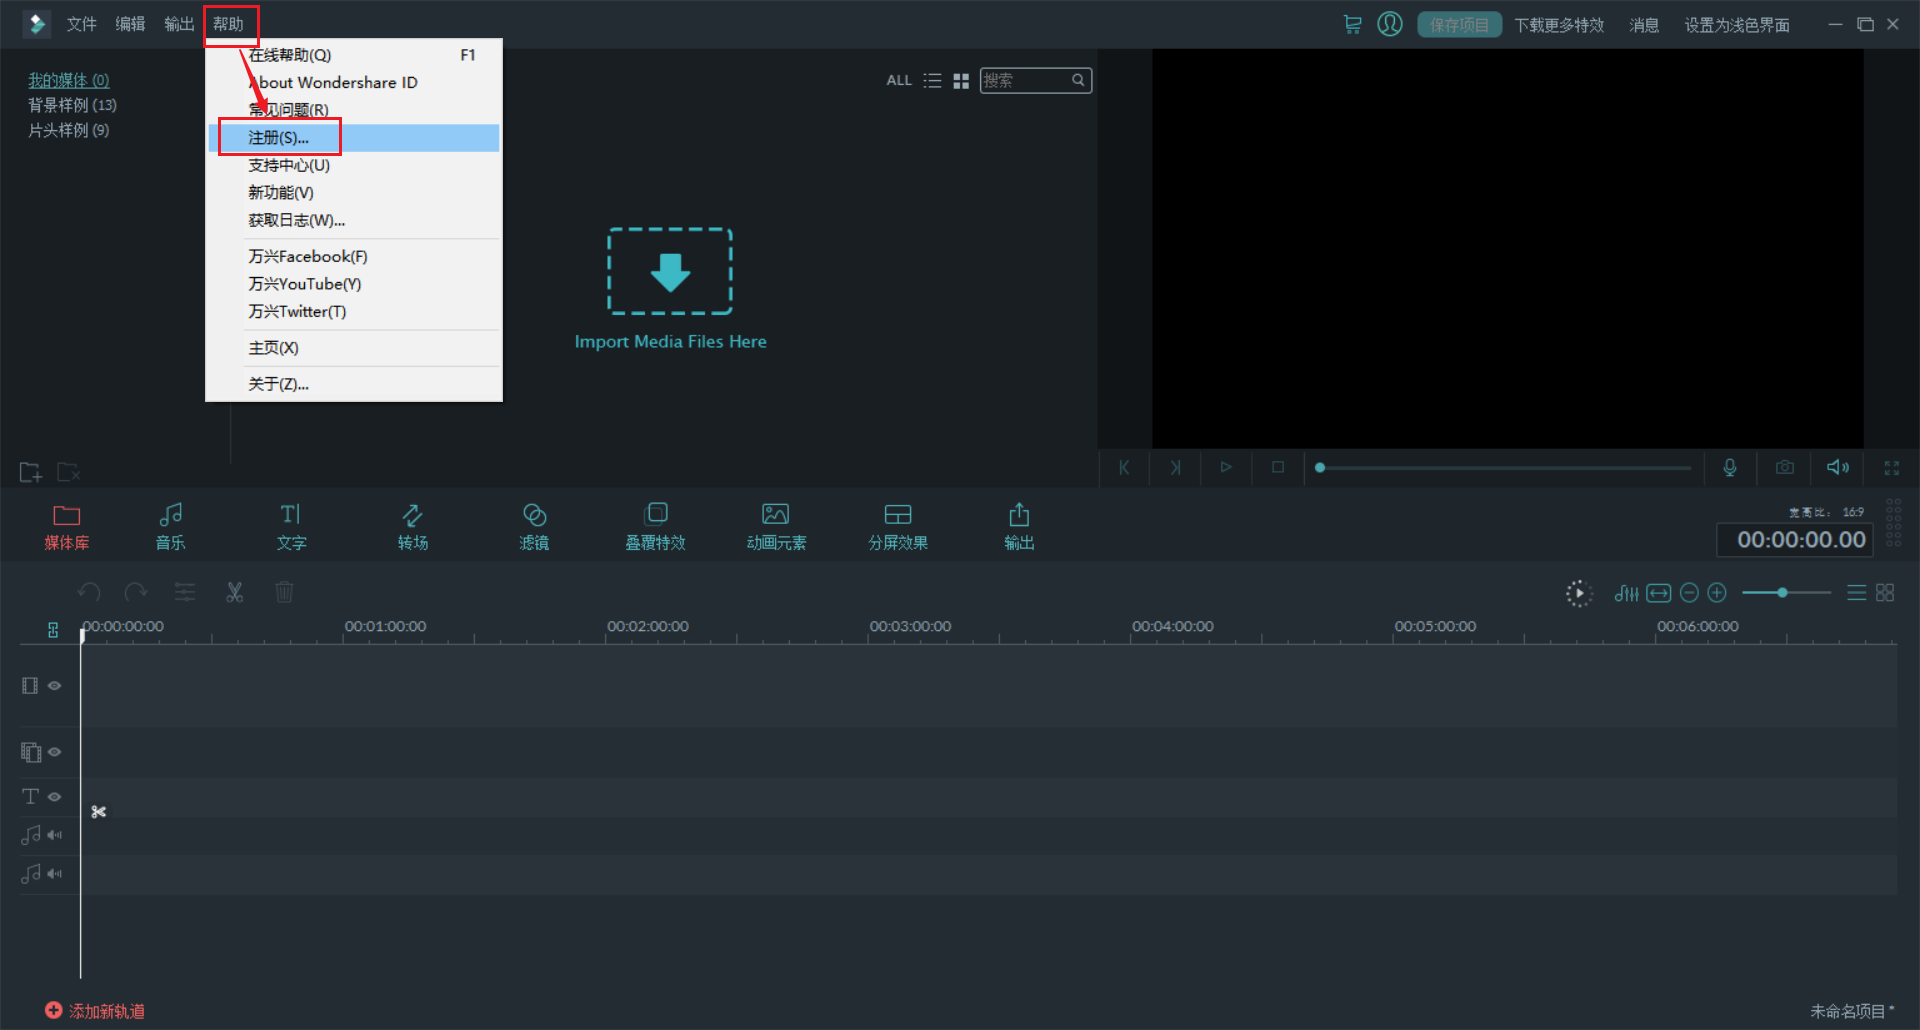 文件 编辑 输出 帮助
保存项目 下载更多特效 消息 设置为浅色界面
在线帮助(Q) F1
About Wondershare ID
常见问题(R)
注册(S)...
支持中心(U)
新功能(V)
获取日志(W)...
万兴Facebook(F)
万兴YouTube(Y)
万兴Twitter(T)
主页(X)
关于(Z)...
我的媒体 (0)
背景样例 (13)
片头样例 (9)
ALL 搜索
Import Media Files Here
媒体库 音乐 文字 转场 滤镜 叠覆特效 动画元素 分屏效果 输出
宽高比： 16:9
00:00:00.00
00:00:00:00 00:01:00:00 00:02:00:00 00:03:00:00 00:04:00:00 00:05:00:00 00:06:00:00
添加新轨道
未命名项目 *